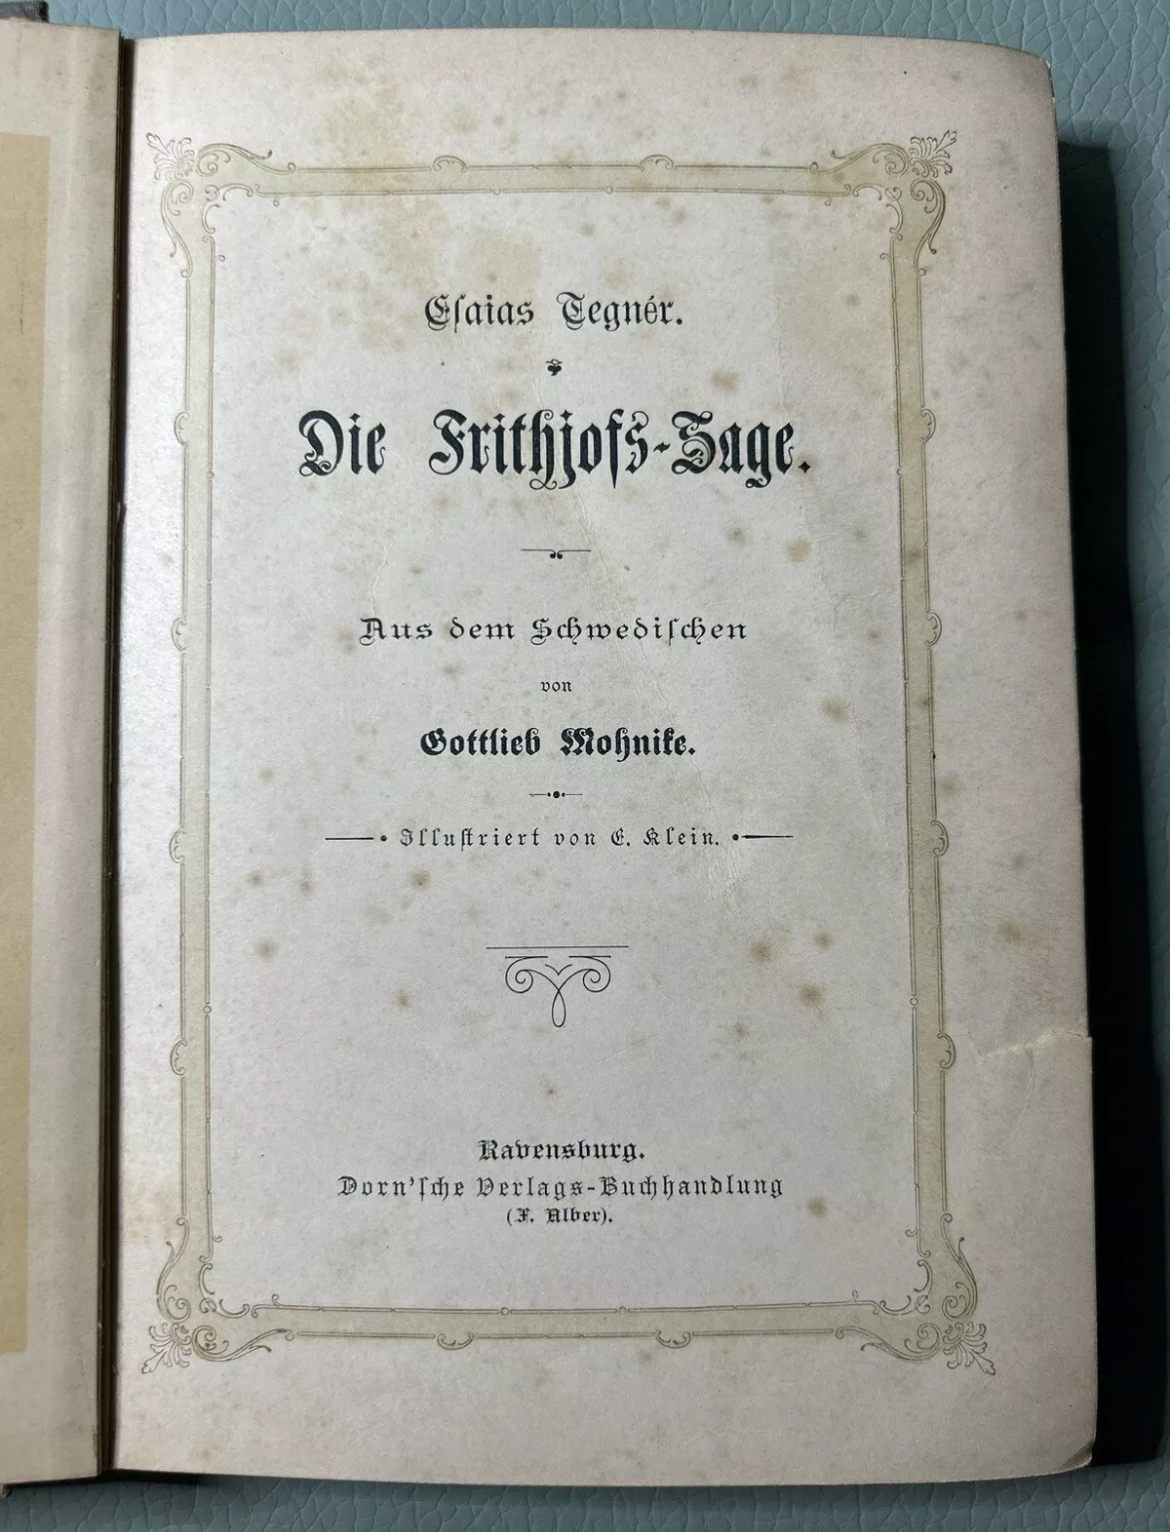 Eſaias Tegnér.
Die Frithjofs-Sage.
Aus dem Schwediſchen
von
Gottlieb Mohnike.
Illuſtriert von E. Klein.
Ravensburg.
Dorn'ſche Verlags-Buchhandlung
(F. Alber).